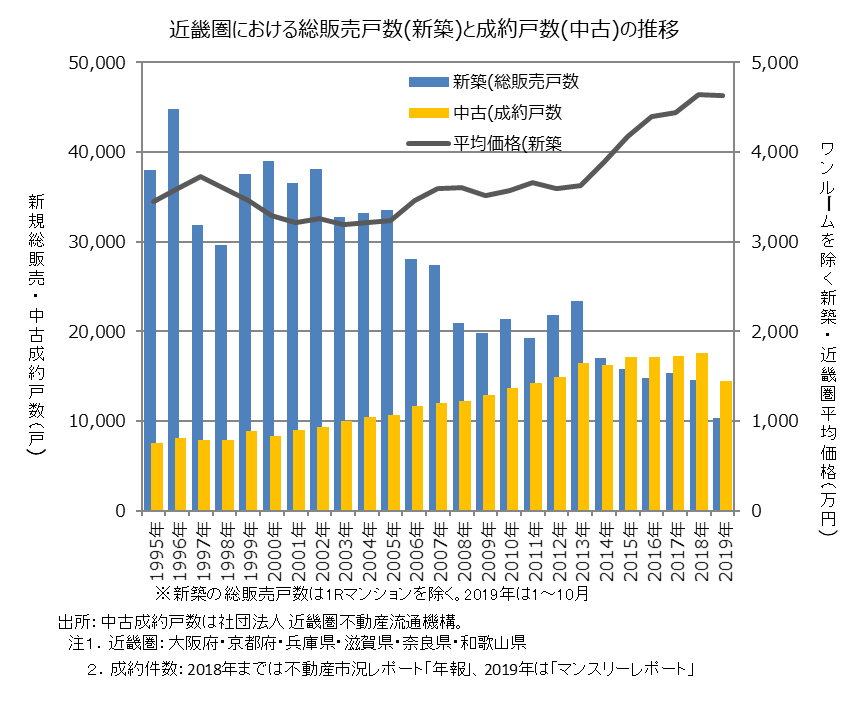 近畿圏における総販売戸数(新築)と成約戸数(中古)の推移
50,000
40,000
30,000
20,000
10,000
0
5,000
4,000
3,000
2,000
1,000
0
新築(総販売戸数
中古(成約戸数
平均価格(新築
新規総販売・中古成約戸数(戸)
ワンルームを除く新築・近畿圏平均価格(万円)
1995年
1996年
1997年
1998年
1999年
2000年
2001年
2002年
2003年
2004年
2005年
2006年
2007年
2008年
2009年
2010年
2011年
2012年
2013年
2014年
2015年
2016年
2017年
2018年
2019年
※新築の総販売戸数は1Rマンションを除く。2019年は1～10月
出所: 中古成約戸数は社団法人 近畿圏不動産流通機構。
注１. 近畿圏: 大阪府・京都府・兵庫県・滋賀県・奈良県・和歌山県
２. 成約件数: 2018年までは不動産市況レポート「年報」、2019年は「マンスリーレポート」